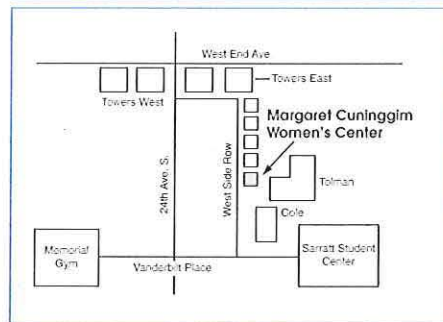 West End Ave
Towers East
Towers West
Margaret Cuninggim
Women's Center
24th Ave. S.
West Side Row
Tolman
Cole
Memorial
Gym
Sarratt Student
Center
Vanderbilt Place